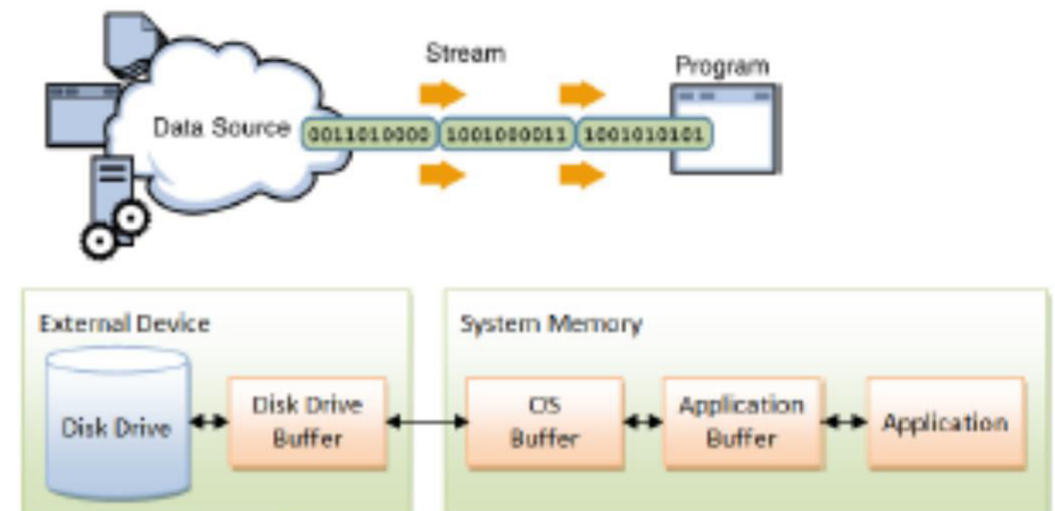 Stream
Program
Data Source
0011010000 1001000011 1001010101
External Device
System Memory
Disk Drive
Disk Drive
Buffer
OS
Buffer
Application
Buffer
Application